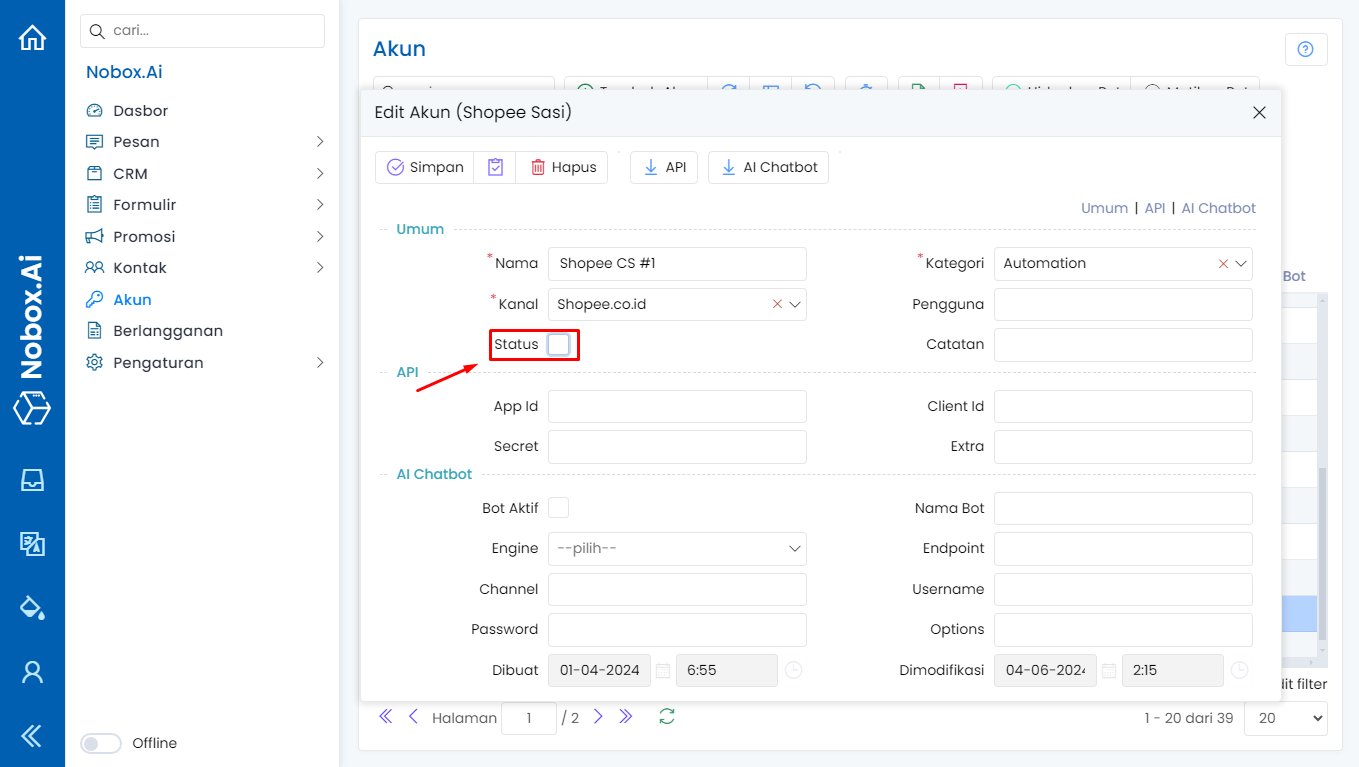 cari...
Nobox.Ai
Dasbor
Pesan
CRM
Formulir
Promosi
Kontak
Akun
Berlangganan
Pengaturan
Offline
Nobox.Ai
Akun
Edit Akun (Shopee Sasi)
Simpan
Hapus
API
AI Chatbot
Umum | API | AI Chatbot
Umum
*Nama Shopee CS #1
*Kategori Automation
*Kanal Shopee.co.id
Pengguna
Status
Catatan
API
App Id
Client Id
Secret
Extra
AI Chatbot
Bot Aktif
Nama Bot
Engine --pilih--
Endpoint
Channel
Username
Password
Options
Dibuat 01-04-2024 6:55
Dimodifikasi 04-06-202 2:15
Bot
dit filter
Halaman 1 / 2
1 - 20 dari 39 20